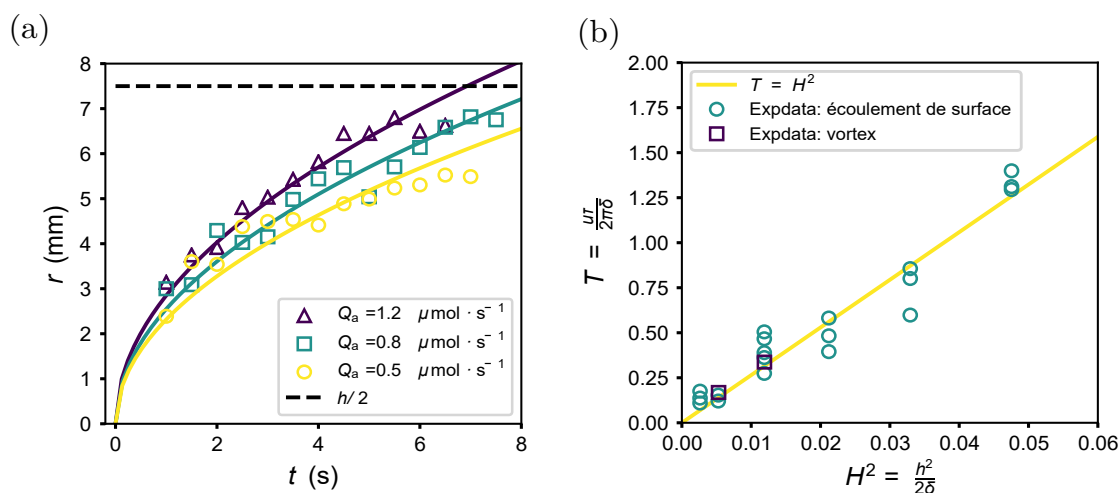 (a)
8
7
6
5
4
3
2
1
0
r (mm)
0 2 4 6 8
t (s)
Qa =1.2 μmol · s⁻¹
Qa =0.8 μmol · s⁻¹
Qa =0.5 μmol · s⁻¹
h/2
(b)
2.00
1.75
1.50
1.25
1.00
0.75
0.50
0.25
0.00
T = uτ/2πδ
0.00 0.01 0.02 0.03 0.04 0.05 0.06
H² = h²/2δ
T = H²
Expdata: écoulement de surface
Expdata: vortex